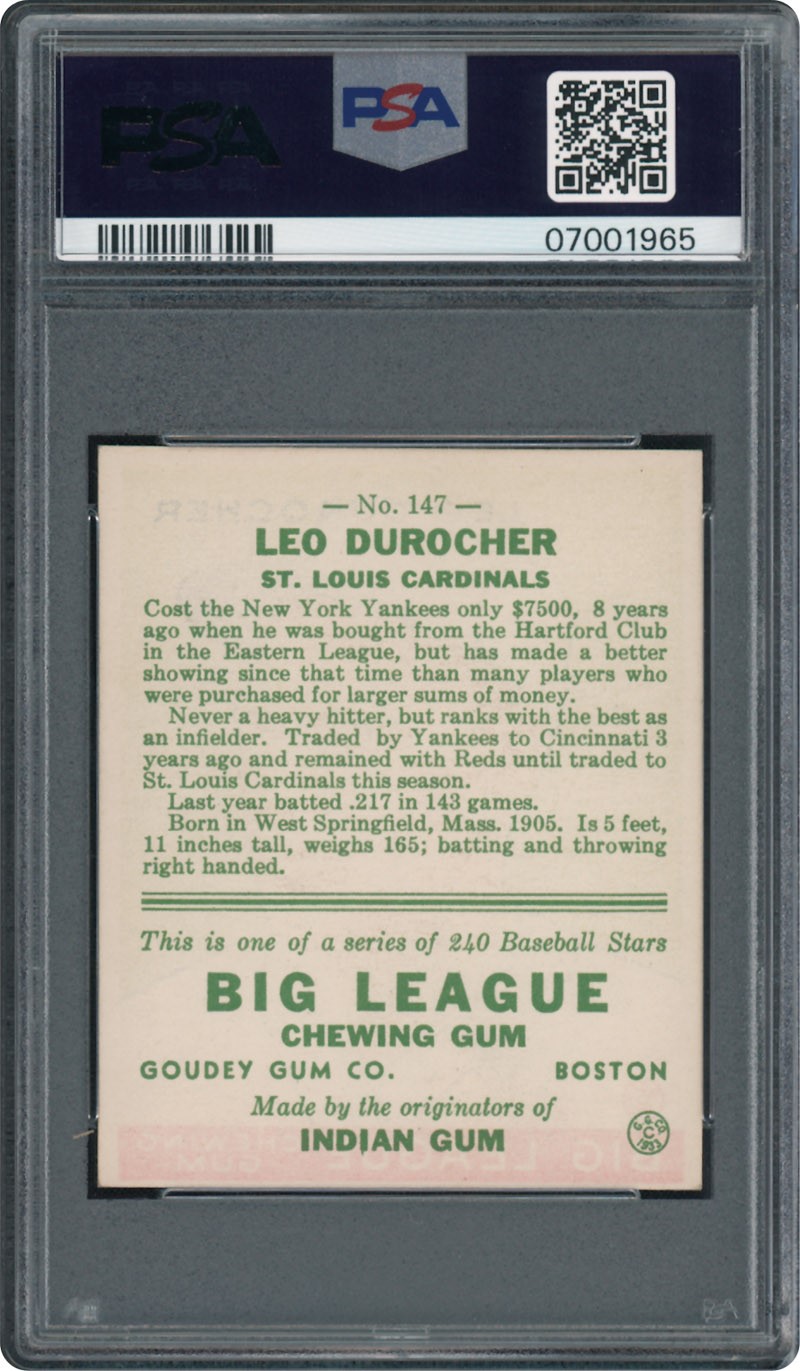 PSA
PSA
07001965
— No. 147 —
LEO DUROCHER
ST. LOUIS CARDINALS
Cost the New York Yankees only $7500, 8 years
ago when he was bought from the Hartford Club
in the Eastern League, but has made a better
showing since that time than many players who
were purchased for larger sums of money.
Never a heavy hitter, but ranks with the best as
an infielder. Traded by Yankees to Cincinnati 3
years ago and remained with Reds until traded to
St. Louis Cardinals this season.
Last year batted .217 in 143 games.
Born in West Springfield, Mass. 1905. Is 5 feet,
11 inches tall, weighs 165; batting and throwing
right handed.
This is one of a series of 240 Baseball Stars
BIG LEAGUE
CHEWING GUM
GOUDEY GUM CO. BOSTON
Made by the originators of
INDIAN GUM
G. G. CO.
C
1933
PSA